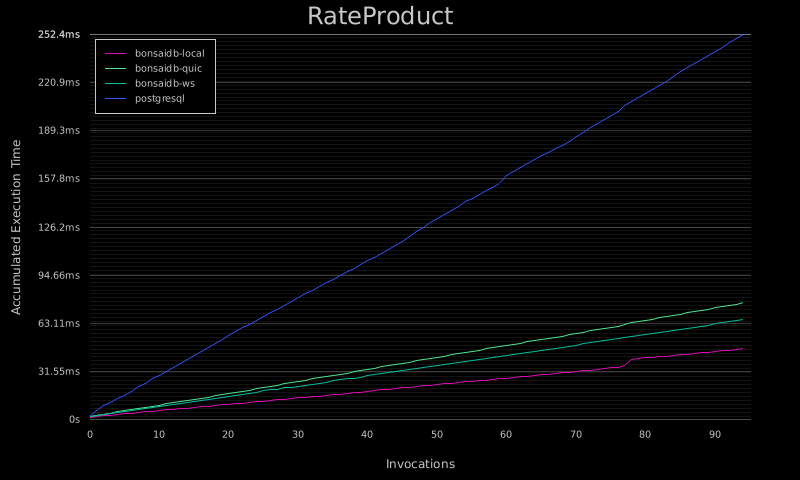 RateProduct
252.4ms
220.9ms
189.3ms
157.8ms
126.2ms
94.66ms
63.11ms
31.55ms
0s
bonsaidb-local
bonsaidb-quic
bonsaidb-ws
postgresql
Accumulated Execution Time
0 10 20 30 40 50 60 70 80 90
Invocations